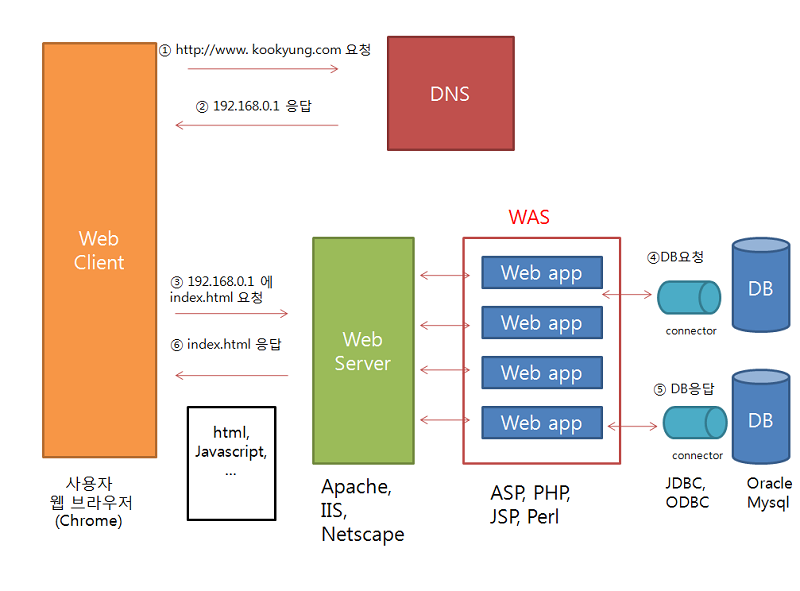 ① http://www. kookyung.com 요청
② 192.168.0.1 응답
DNS
Web
Client
③ 192.168.0.1 에
index.html 요청
⑥ index.html 응답
html,
Javascript,
...
사용자
웹 브라우저
(Chrome)
Web
Server
Apache,
IIS,
Netscape
WAS
Web app
Web app
Web app
Web app
ASP, PHP,
JSP, Perl
④DB요청
connector
DB
⑤ DB응답
connector
DB
JDBC,
ODBC
Oracle
Mysql